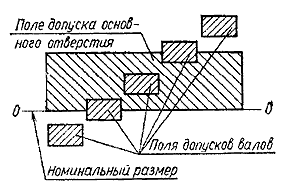 Поле допуска основ-
ного отверстия
0 0
Поля допусков валов
Номинальный размер